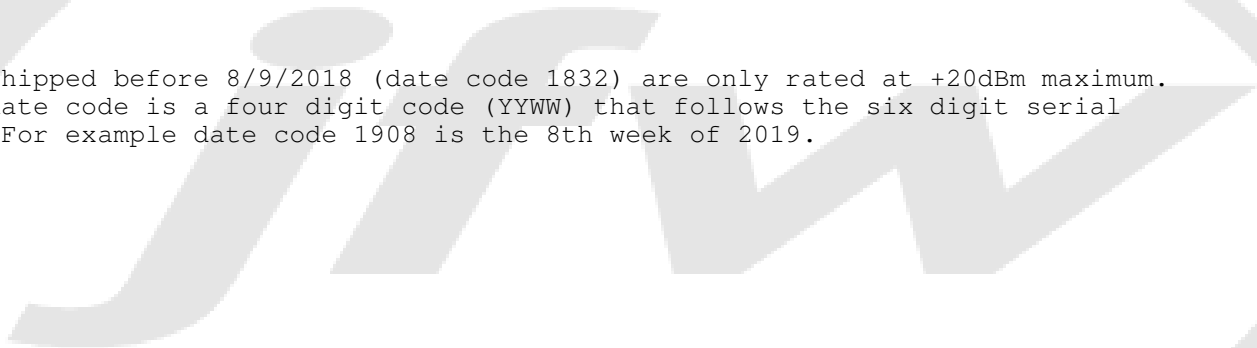 hipped before 8/9/2018 (date code 1832) are only rated at +20dBm maximum.
ate code is a four digit code (YYWW) that follows the six digit serial
For example date code 1908 is the 8th week of 2019.
jfw